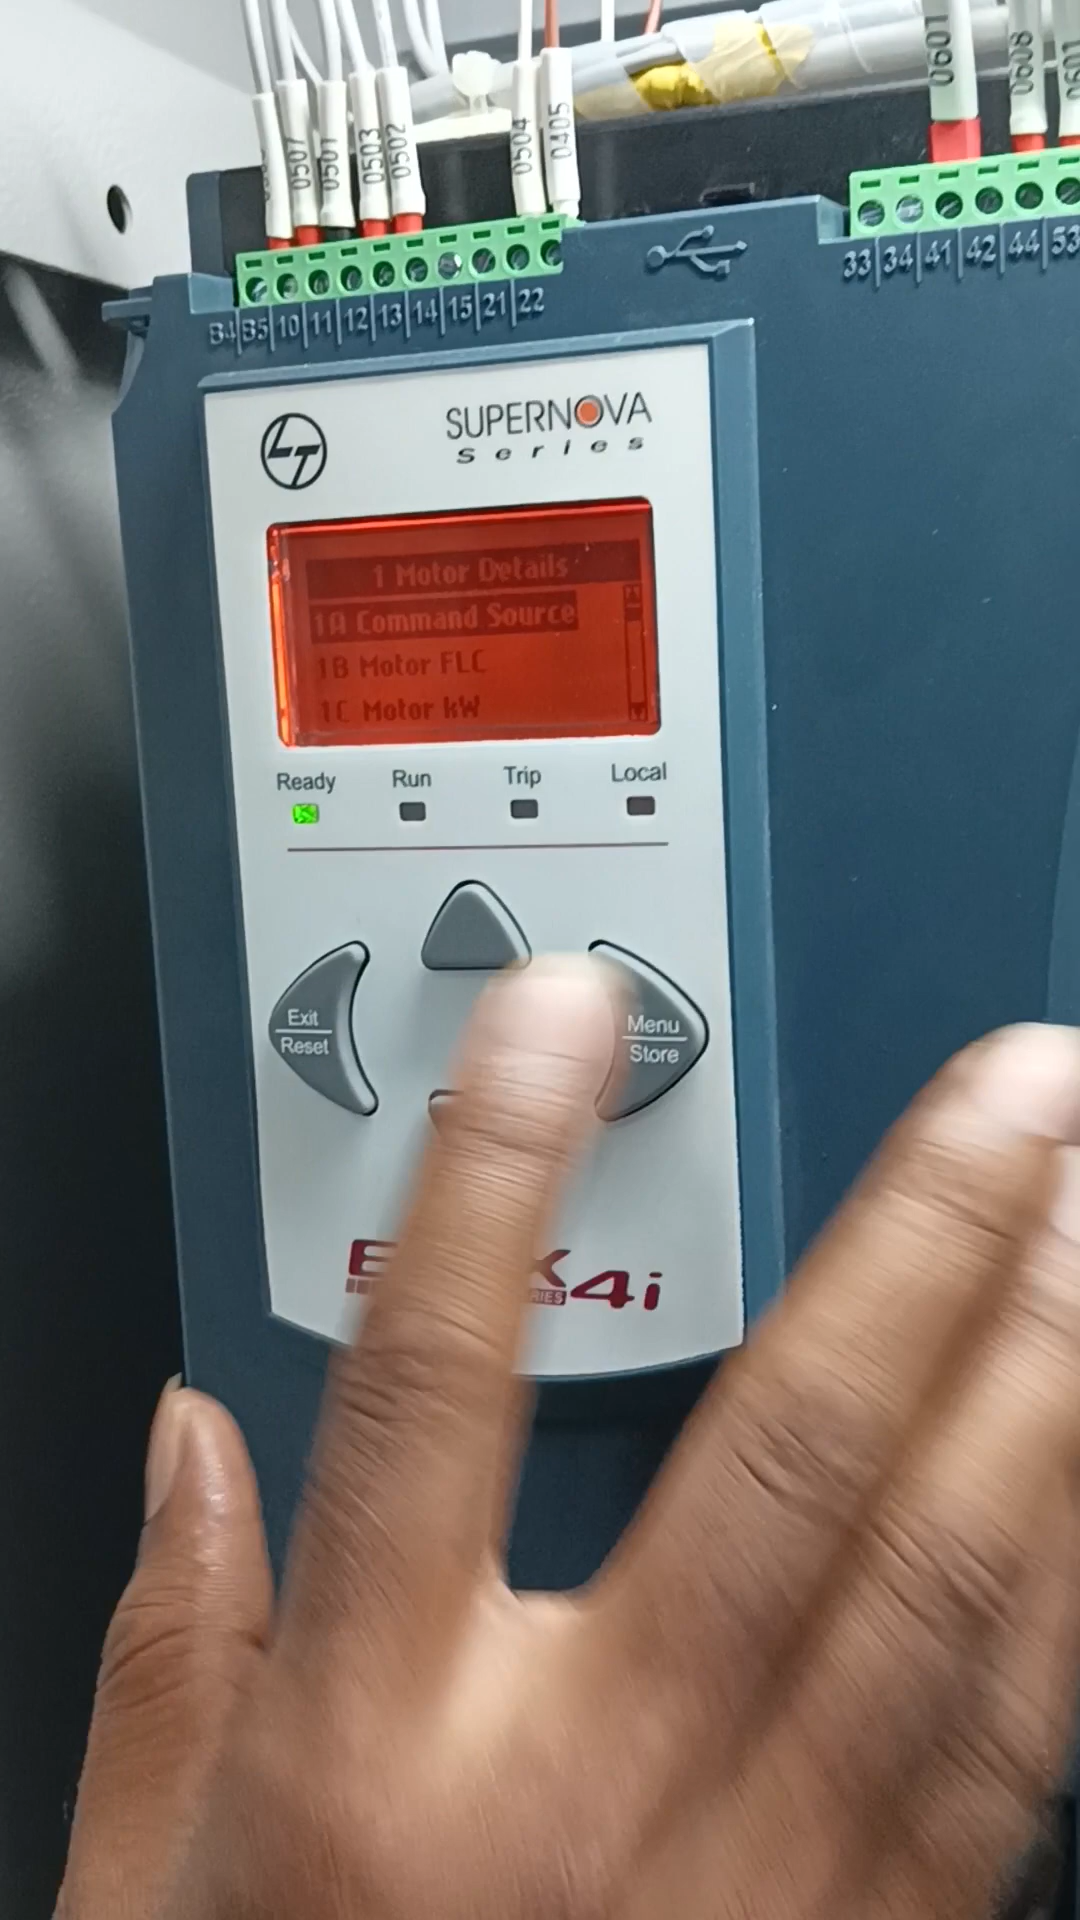 0507
0501
0503
0502
0504
0405
0601
0608
B4 B5 10 11 12 13 14 15 21 22
33 34 41 42 44 53
LT
SUPERNOVA
Series
1 Motor Details
1A Command Source
1B Motor FLC
1C Motor kW
Ready Run Trip Local
Exit
Reset
Menu
Store
4i